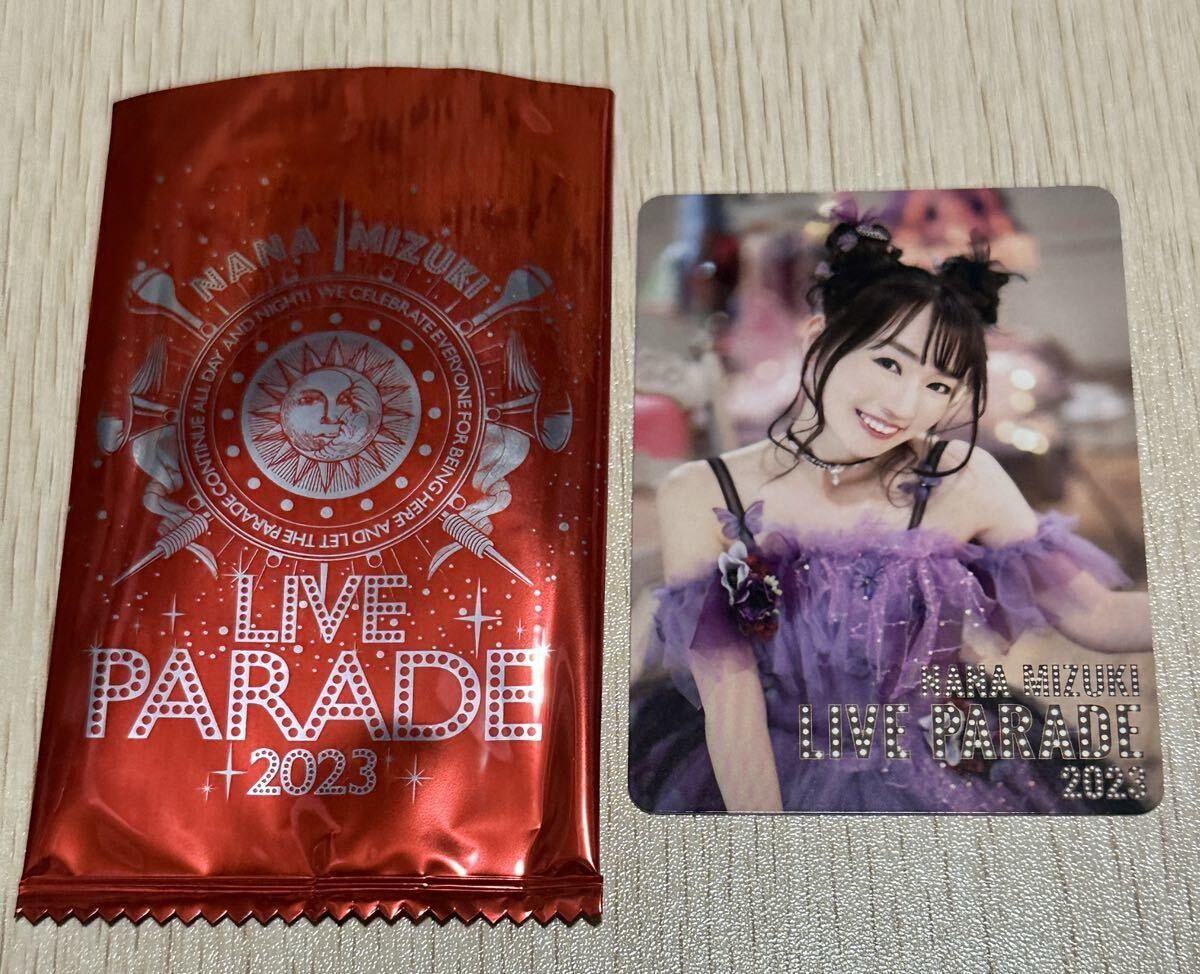 NANA MIZUKI
WE CELEBRATE EVERYONE FOR BEING HERE AND LET THE PARADE CONTINUE ALL DAY AND NIGHT!
LIVE
PARADE
2023
NANA MIZUKI
LIVE PARADE
2023